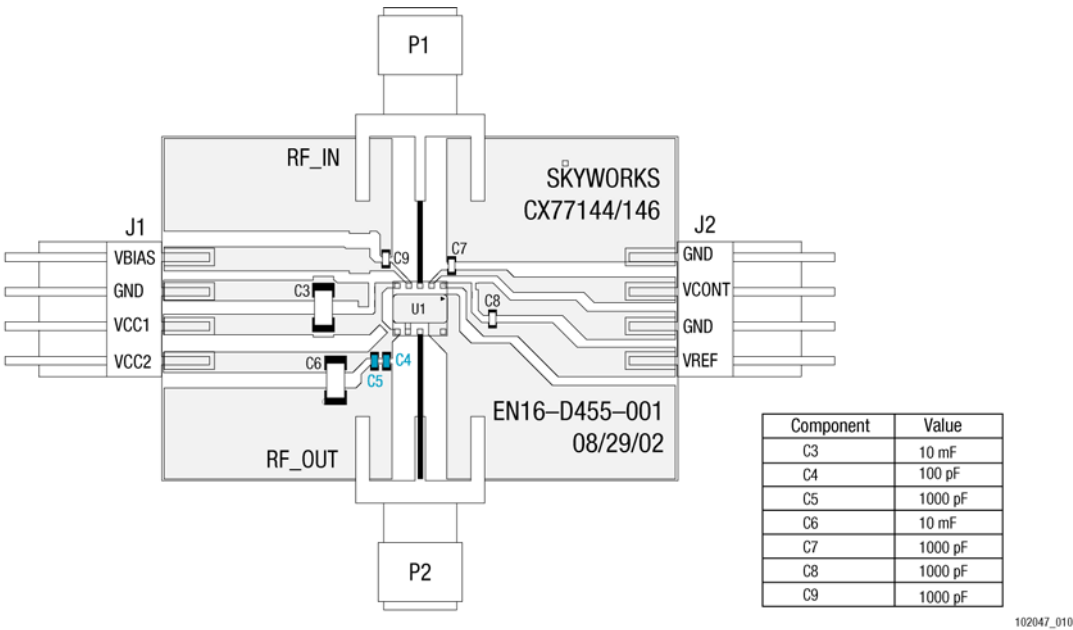 P1
RF_IN
SKYWORKS
CX77144/146
J1
J2
VBIAS
C9
C7
GND
GND
C3
VCONT
U1
C8
VCC1
GND
VCC2
C6
C4
VREF
C5
EN16–D455–001
RF_OUT
08/29/02
P2
Component Value
C3 10 mF
C4 100 pF
C5 1000 pF
C6 10 mF
C7 1000 pF
C8 1000 pF
C9 1000 pF
102047_010